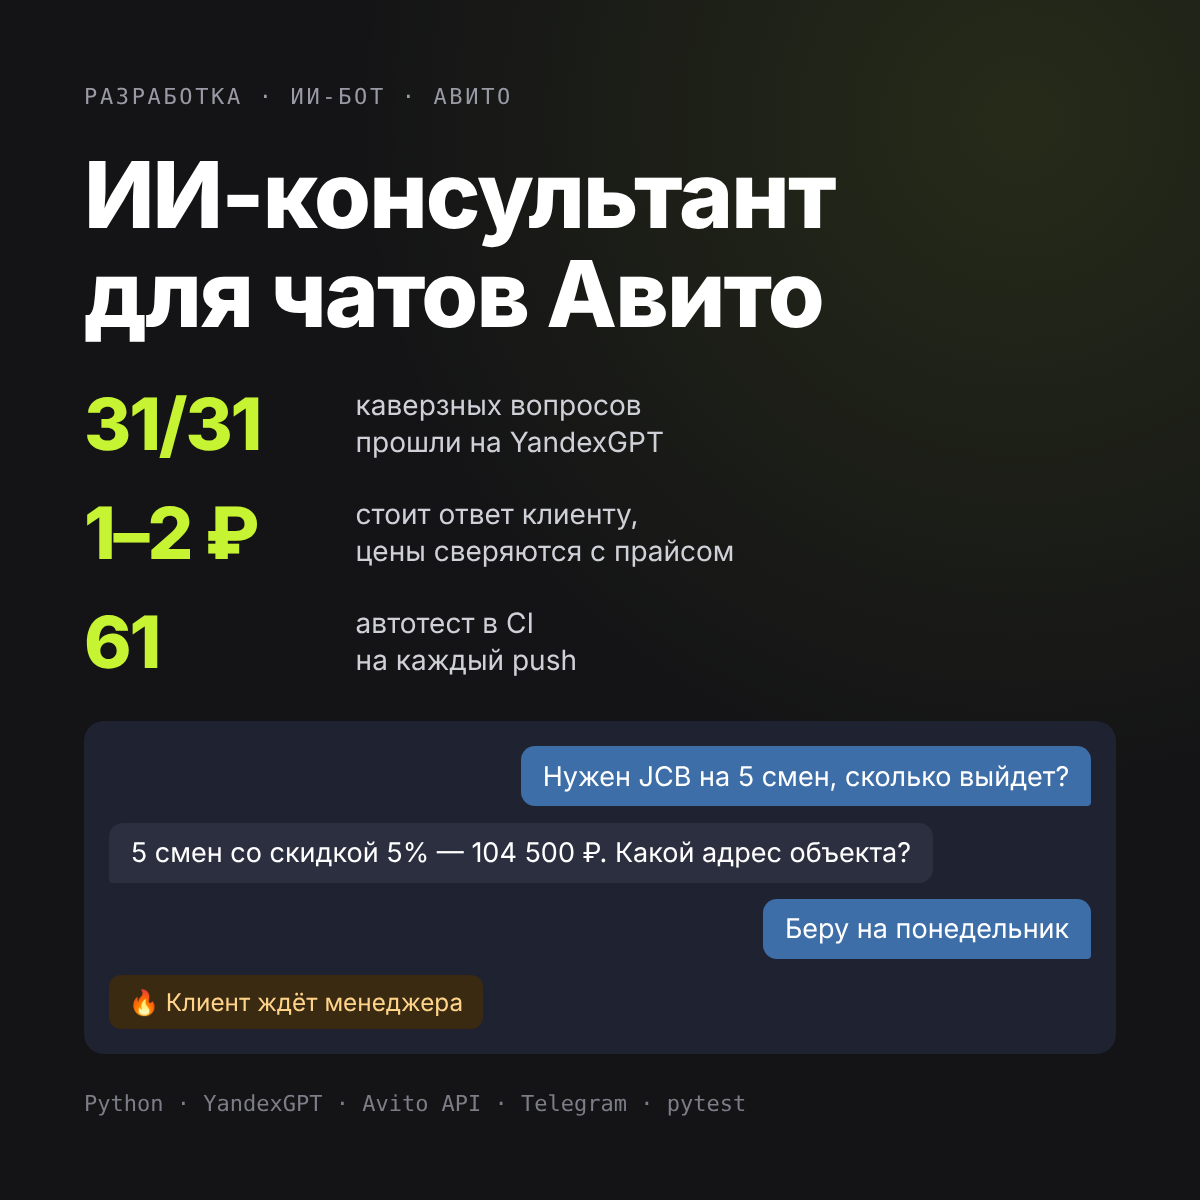 РАЗРАБОТКА · ИИ-БОТ · АВИТО
ИИ-консультант
для чатов Авито
31/31
каверзных вопросов
прошли на YandexGPT
1–2 ₽
стоит ответ клиенту,
цены сверяются с прайсом
61
автотест в CI
на каждый push
Нужен JCB на 5 смен, сколько выйдет?
5 смен со скидкой 5% — 104 500 ₽. Какой адрес объекта?
Беру на понедельник
🔥 Клиент ждёт менеджера
Python · YandexGPT · Avito API · Telegram · pytest